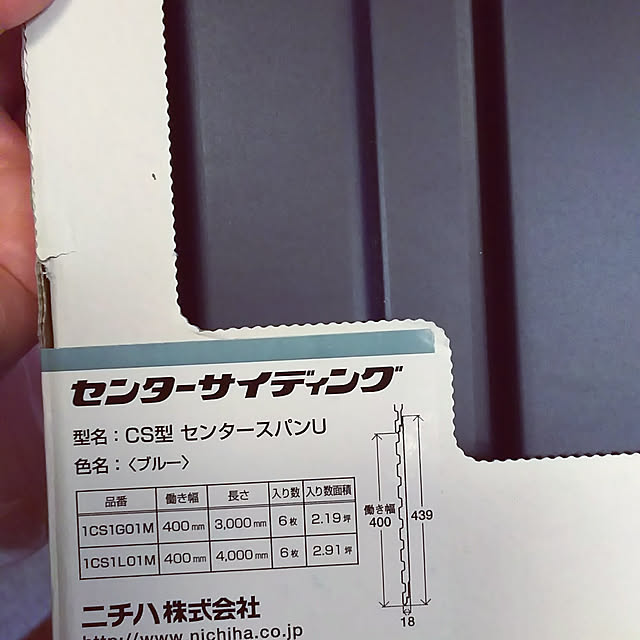 センターサイディング
型名：CS型 センタースパンU
色名：〈ブルー〉
品番 働き幅 長さ 入り数 入り数面積
1CS1G01M 400mm 3,000mm 6枚 2.19坪
1CS1L01M 400mm 4,000mm 6枚 2.91坪
働き幅
400
439
18
ニチハ株式会社
http://www.nichiha.co.jp